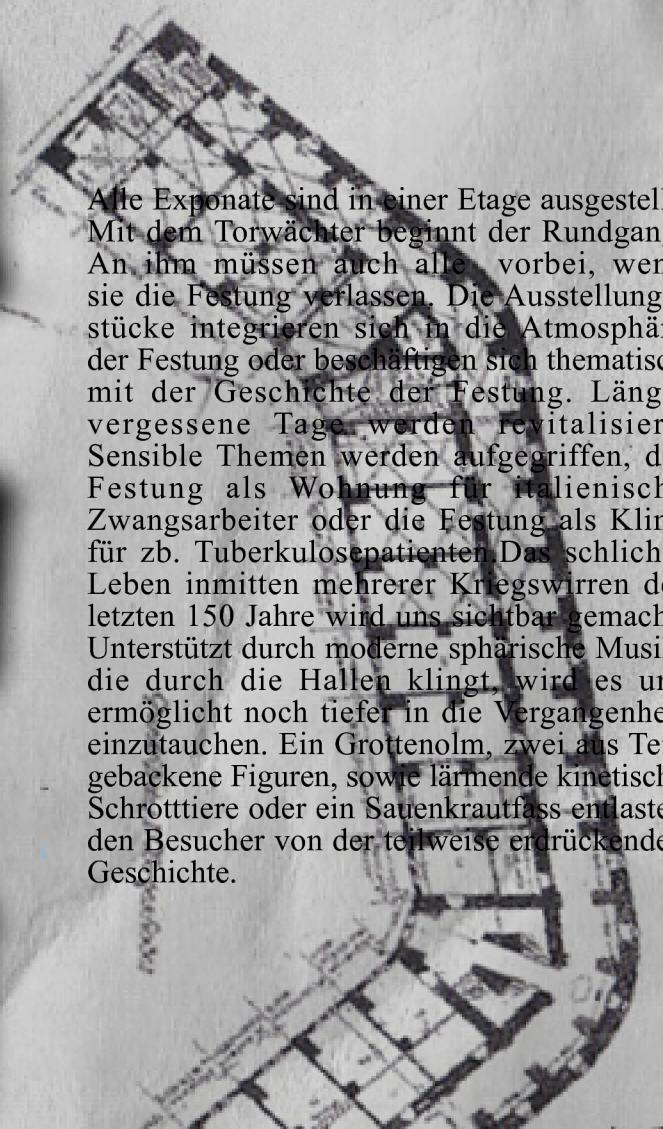 Alle Exponate sind in einer Etage ausgestell
Mit dem Torwächter beginnt der Rundgan
An ihm müssen auch alle vorbei, wen
sie die Festung verlassen. Die Ausstellung
stücke integrieren sich in die Atmosphä
der Festung oder beschäftigen sich thematisc
mit der Geschichte der Festung. Läng
vergessene Tage werden revitalisier
Sensible Themen werden aufgegriffen, d
Festung als Wohnung für italienisch
Zwangsarbeiter oder die Festung als Klin
für zb. Tuberkulosepatienten.Das schlich
Leben inmitten mehrerer Kriegswirren d
letzten 150 Jahre wird uns sichtbar gemach
Unterstützt durch moderne sphärische Musi
die durch die Hallen klingt, wird es un
ermöglicht noch tiefer in die Vergangenhe
einzutauchen. Ein Grottenolm, zwei aus Te
gebackene Figuren, sowie lärmende kinetisch
Schrotttiere oder ein Sauenkrautfass entlaste
den Besucher von der teilweise erdrückende
Geschichte.